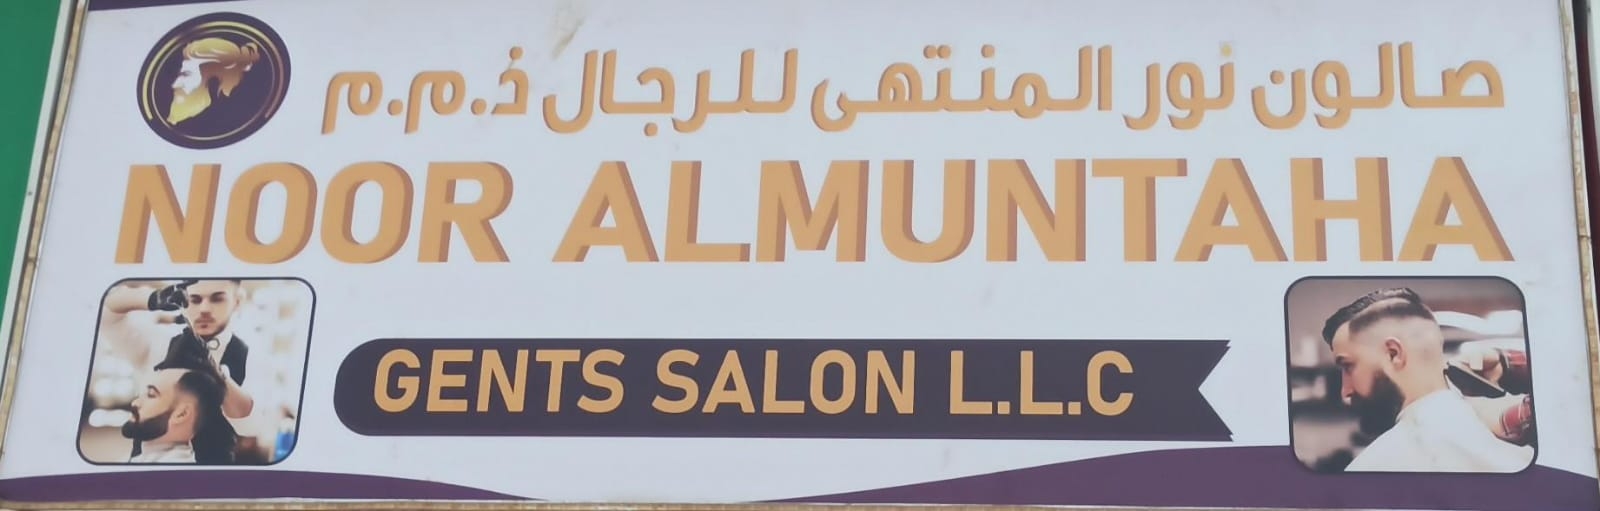 صالون نور المنتهى للرجال ذ.م.م
NOOR ALMUNTAHA
GENTS SALON L.L.C